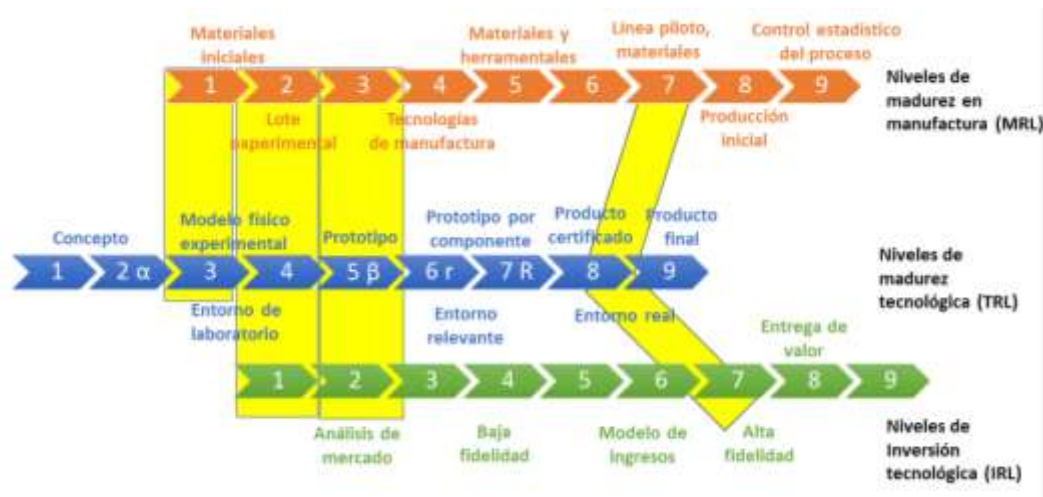 Materiales
iniciales
Materiales y
herramentales
Línea piloto,
materiales
Control estadístico
del proceso
1 2 3 4 5 6 7 8 9
Niveles de
madurez en
manufactura (MRL)
Lote
experimental
Tecnologías
de manufactura
Producción
inicial
Concepto
Modelo físico
experimental
Prototipo
Prototipo por
componente
Producto
certificado
Producto
final
1 2 α 3 4 5 β 6 r 7 R 8 9
Niveles de
madurez
tecnológica (TRL)
Entorno de
laboratorio
Entorno
relevante
Entorno real
Entrega de
valor
1 2 3 4 5 6 7 8 9
Análisis de
mercado
Baja
fidelidad
Modelo de
ingresos
Alta
fidelidad
Niveles de
Inversión
tecnológica (IRL)